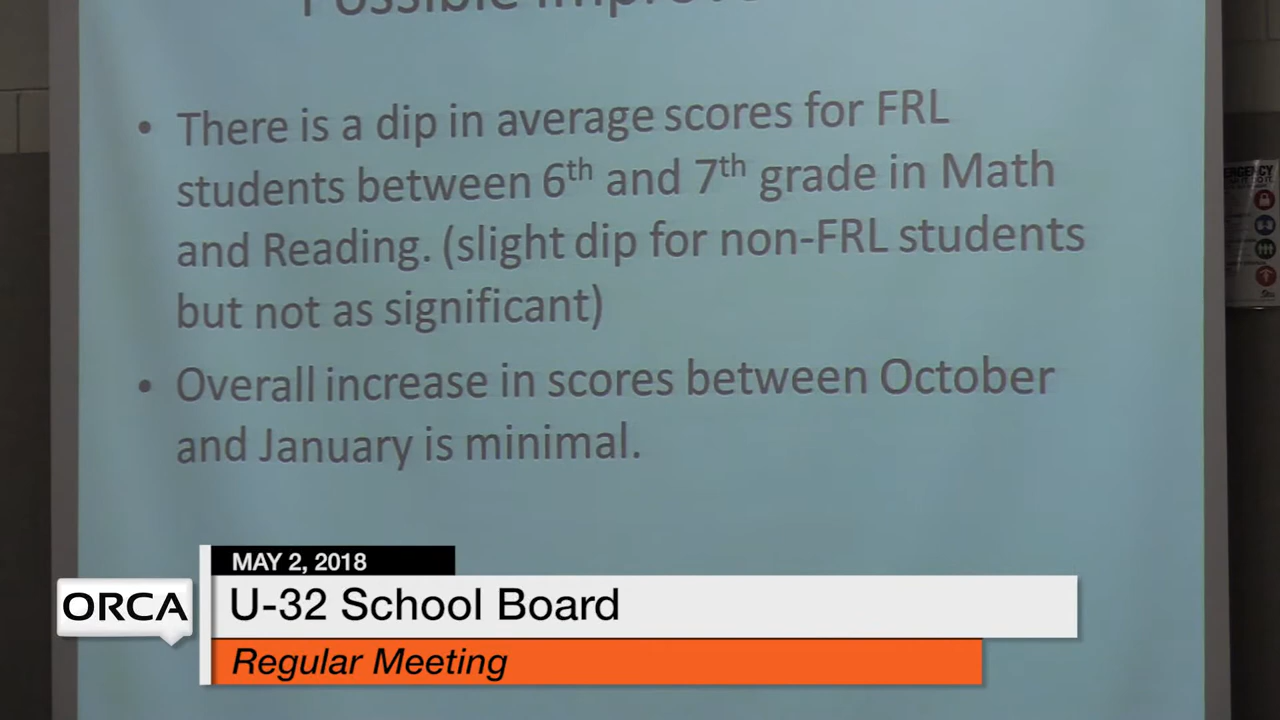 Possible Improve
• There is a dip in average scores for FRL
students between 6th and 7th grade in Math
and Reading. (slight dip for non-FRL students
but not as significant)
• Overall increase in scores between October
and January is minimal.
MAY 2, 2018
ORCA
U-32 School Board
Regular Meeting